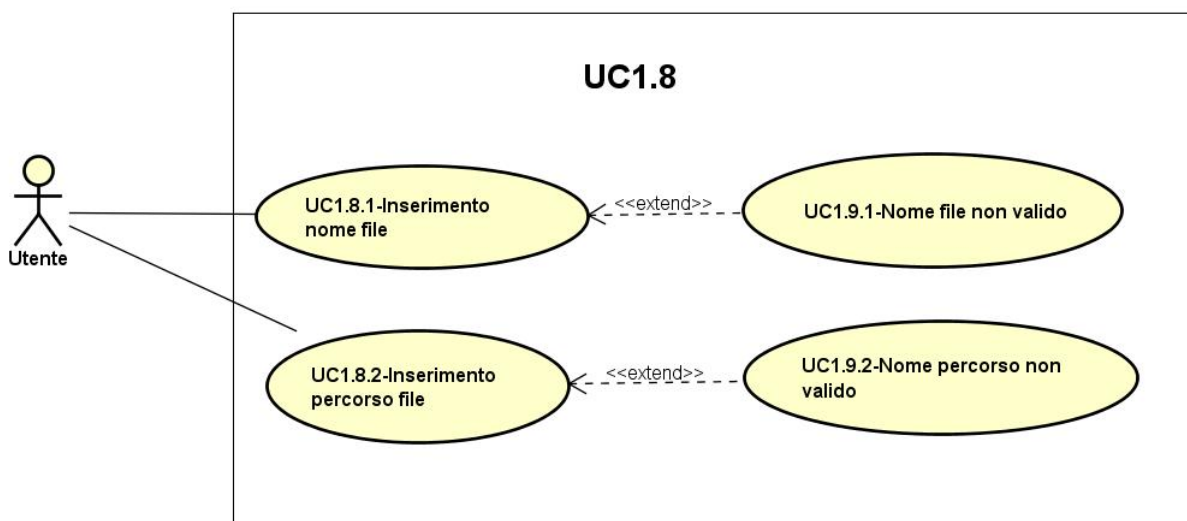 UC1.8
Utente
UC1.8.1-Inserimento
nome file
<<extend>>
UC1.9.1-Nome file non valido
UC1.8.2-Inserimento
percorso file
<<extend>>
UC1.9.2-Nome percorso non
valido